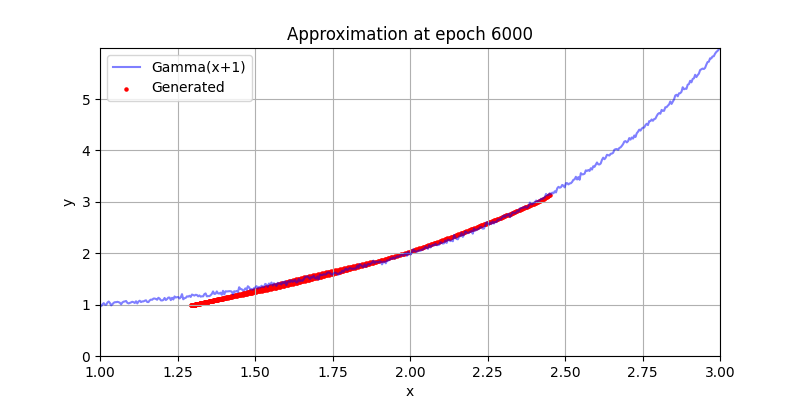 Approximation at epoch 6000
Gamma(x+1)
Generated
y
5
4
3
2
1
0
1.00 1.25 1.50 1.75 2.00 2.25 2.50 2.75 3.00
x